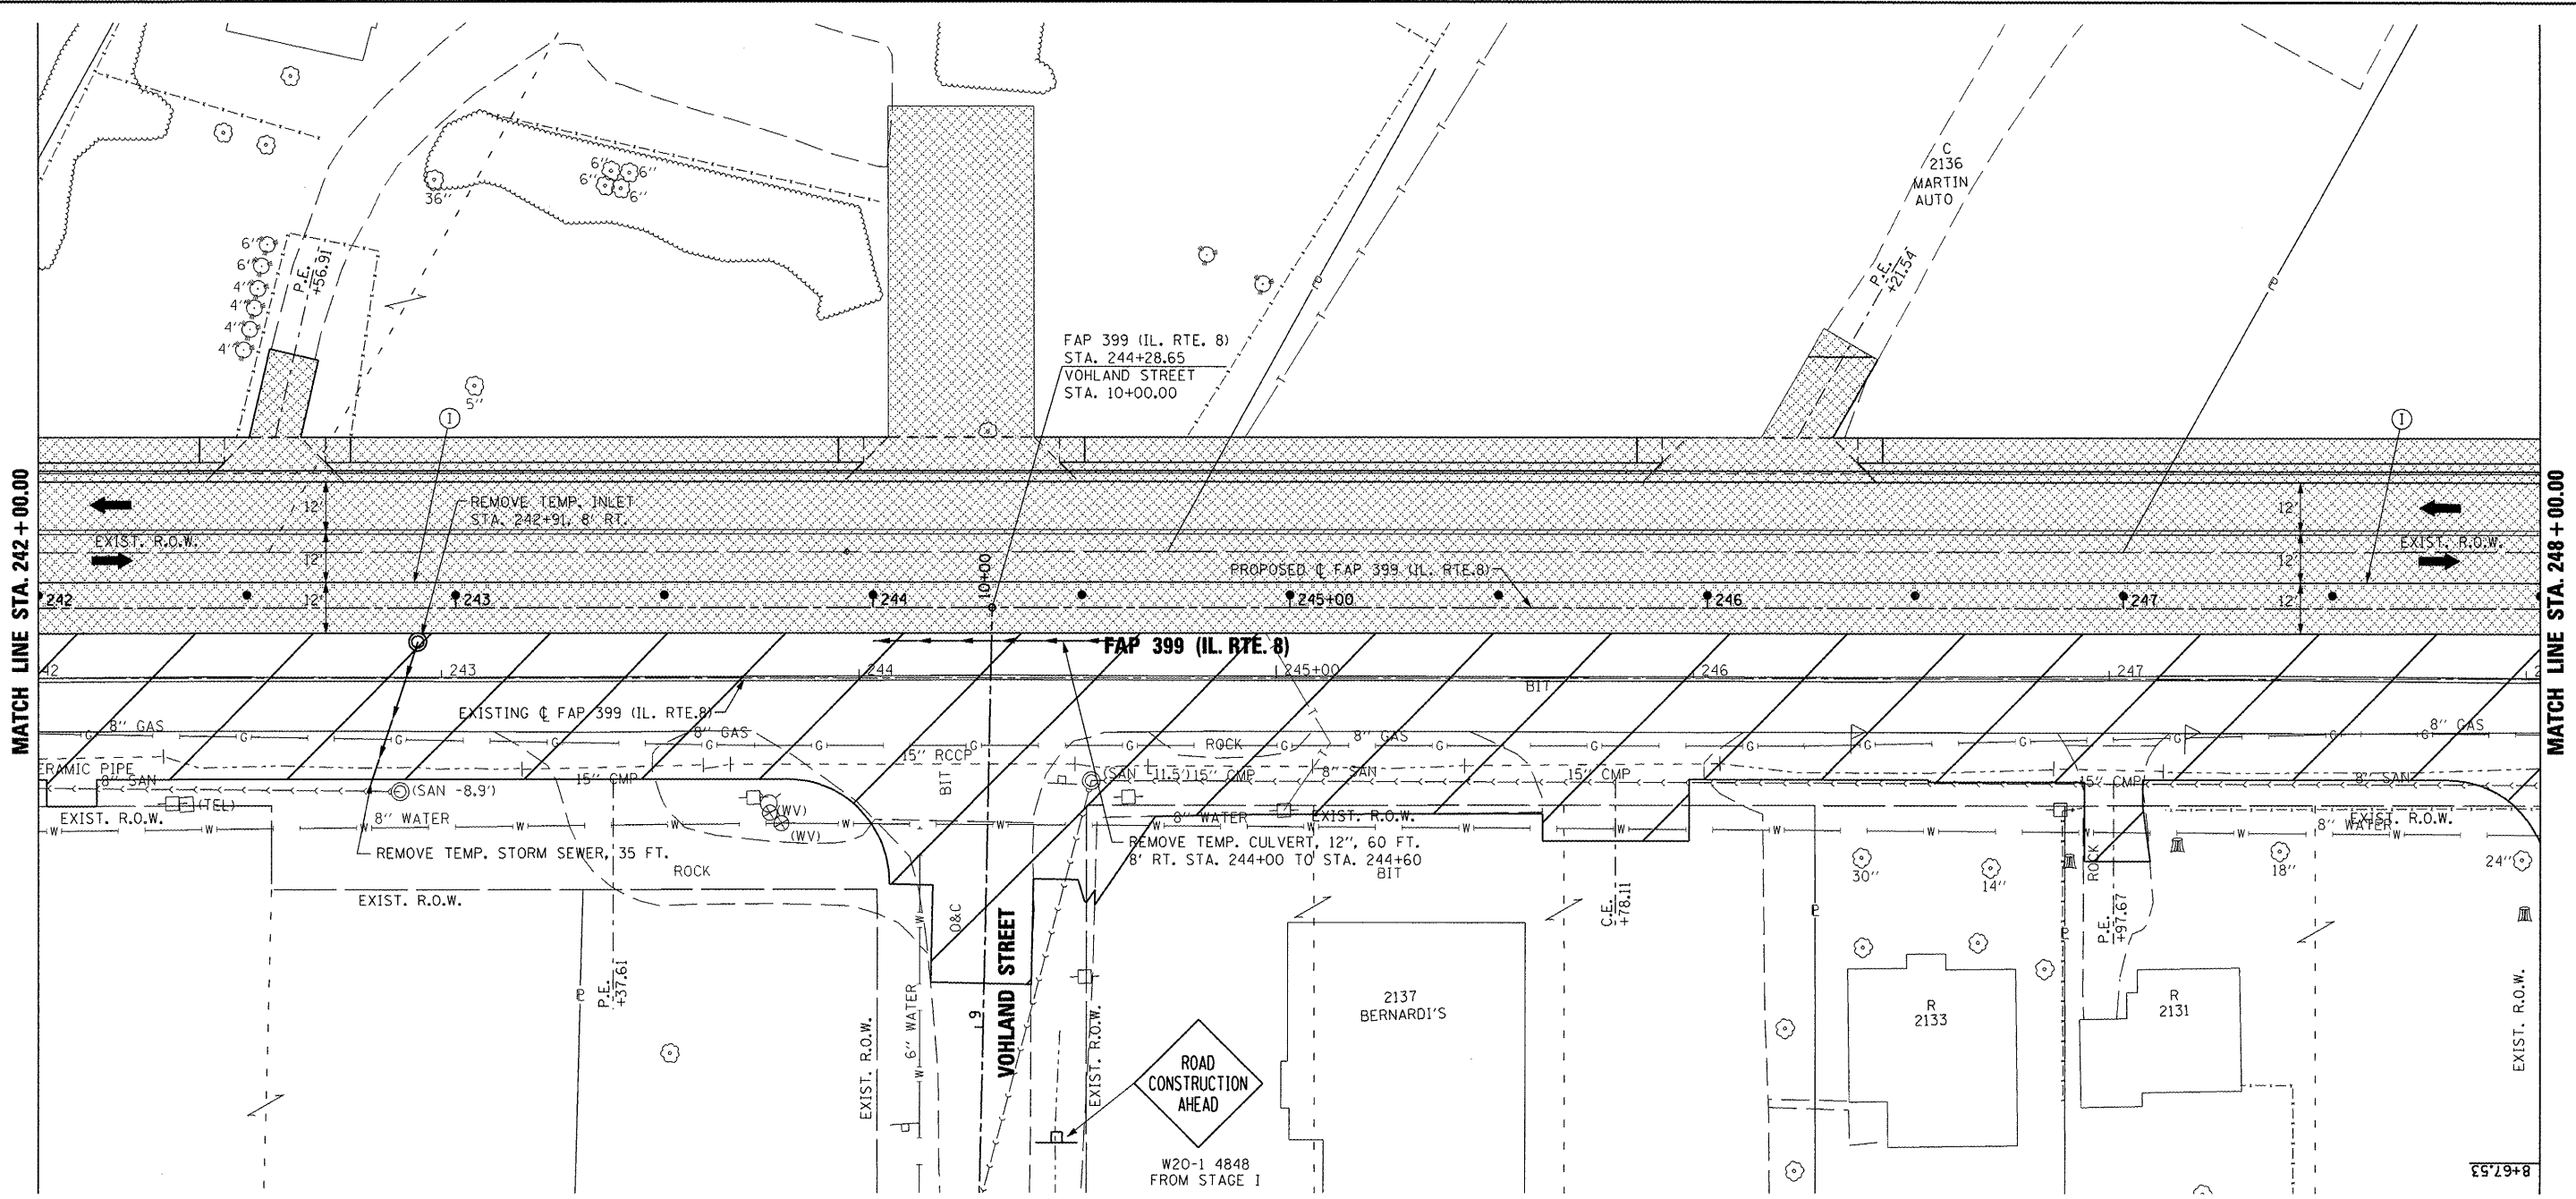 C
2136
MARTIN
AUTO
6''
6''
6''
6''
36''
6''
6''
4''
4''
4''
4''
P.E.
+56.91
P.E.
+21.54
5''
FAP 399 (IL. RTE. 8)
STA. 244+28.65
VOHLAND STREET
STA. 10+00.00
I
I
T
T
T
T
P
P
MATCH LINE STA. 242+00.00
MATCH LINE STA. 248+00.00
REMOVE TEMP. INLET
STA. 242+91, 8' RT.
12'
12'
12'
12'
12'
12'
EXIST. R.O.W.
EXIST. R.O.W.
PROPOSED ℄ FAP 399 (IL. RTE.8)
10+00
242
243
244
245+00
246
247
FAP 399 (IL. RTE. 8)
42
243
244
245+00
246
247
2
BIT
EXISTING ℄ FAP 399 (IL. RTE.8)
8'' GAS
8'' GAS
8'' GAS
8'' GAS
G
G
G
G
G
G
G
G
G
G
G
G
ROCK
15'' RCCP
BIT
ERAMIC PIPE
8'' SAN
15'' CMP
(SAN -11.5')
15'' CMP
8'' SAN
15'' CMP
15'' CMP
8'' SAN
(SAN -8.9')
(TEL)
(WV)
(WV)
EXIST. R.O.W.
8'' WATER
8'' WATER
EXIST. R.O.W.
8'' WATER
EXIST. R.O.W.
W
W
W
W
W
W
W
W
REMOVE TEMP. STORM SEWER, 35 FT.
REMOVE TEMP. CULVERT, 12'', 60 FT.
8' RT. STA. 244+00 TO STA. 244+60
BIT
ROCK
EXIST. R.O.W.
ROCK
30''
14''
18''
24''
O&C
C.E.
+78.11
P.E.
+97.67
P.E.
+37.61
P
P
P
VOHLAND STREET
9
6'' WATER
EXIST. R.O.W.
EXIST. R.O.W.
EXIST. R.O.W.
2137
BERNARDI'S
R
2133
R
2131
ROAD
CONSTRUCTION
AHEAD
W20-1 4848
FROM STAGE I
8+67.53